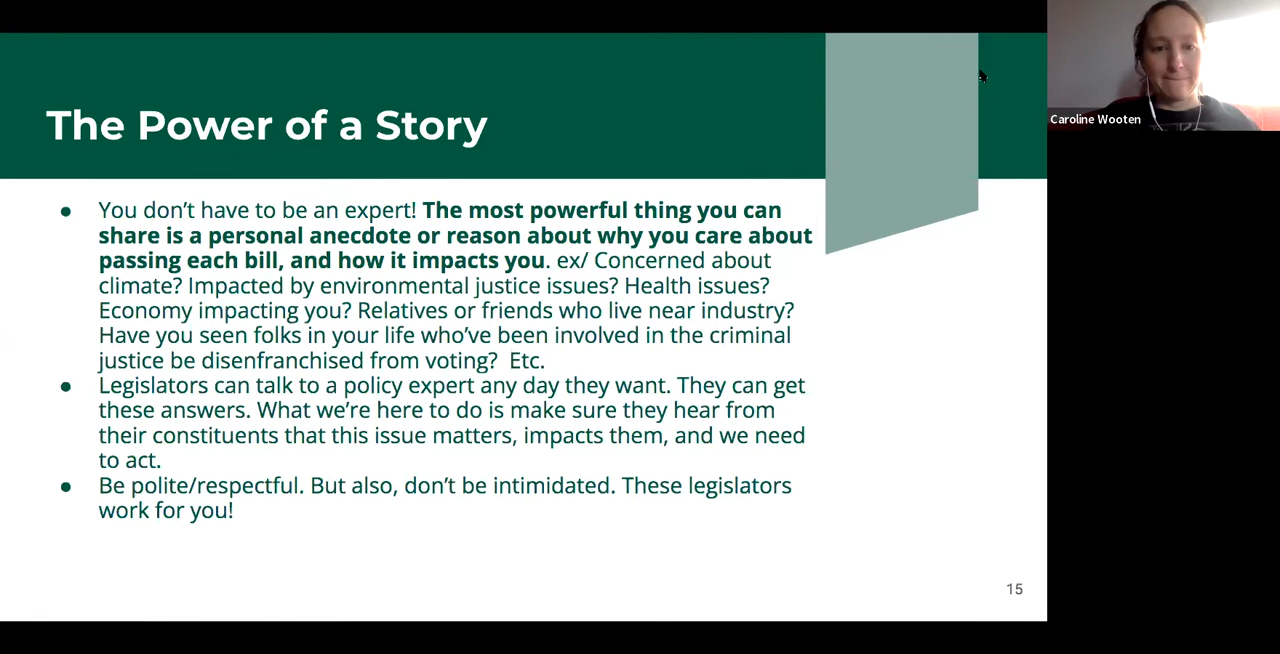 The Power of a Story
● You don’t have to be an expert! The most powerful thing you can
share is a personal anecdote or reason about why you care about
passing each bill, and how it impacts you. ex/ Concerned about
climate? Impacted by environmental justice issues? Health issues?
Economy impacting you? Relatives or friends who live near industry?
Have you seen folks in your life who’ve been involved in the criminal
justice be disenfranchised from voting?  Etc.
● Legislators can talk to a policy expert any day they want. They can get
these answers. What we’re here to do is make sure they hear from
their constituents that this issue matters, impacts them, and we need
to act.
● Be polite/respectful. But also, don’t be intimidated. These legislators
work for you!
15
Caroline Wooten